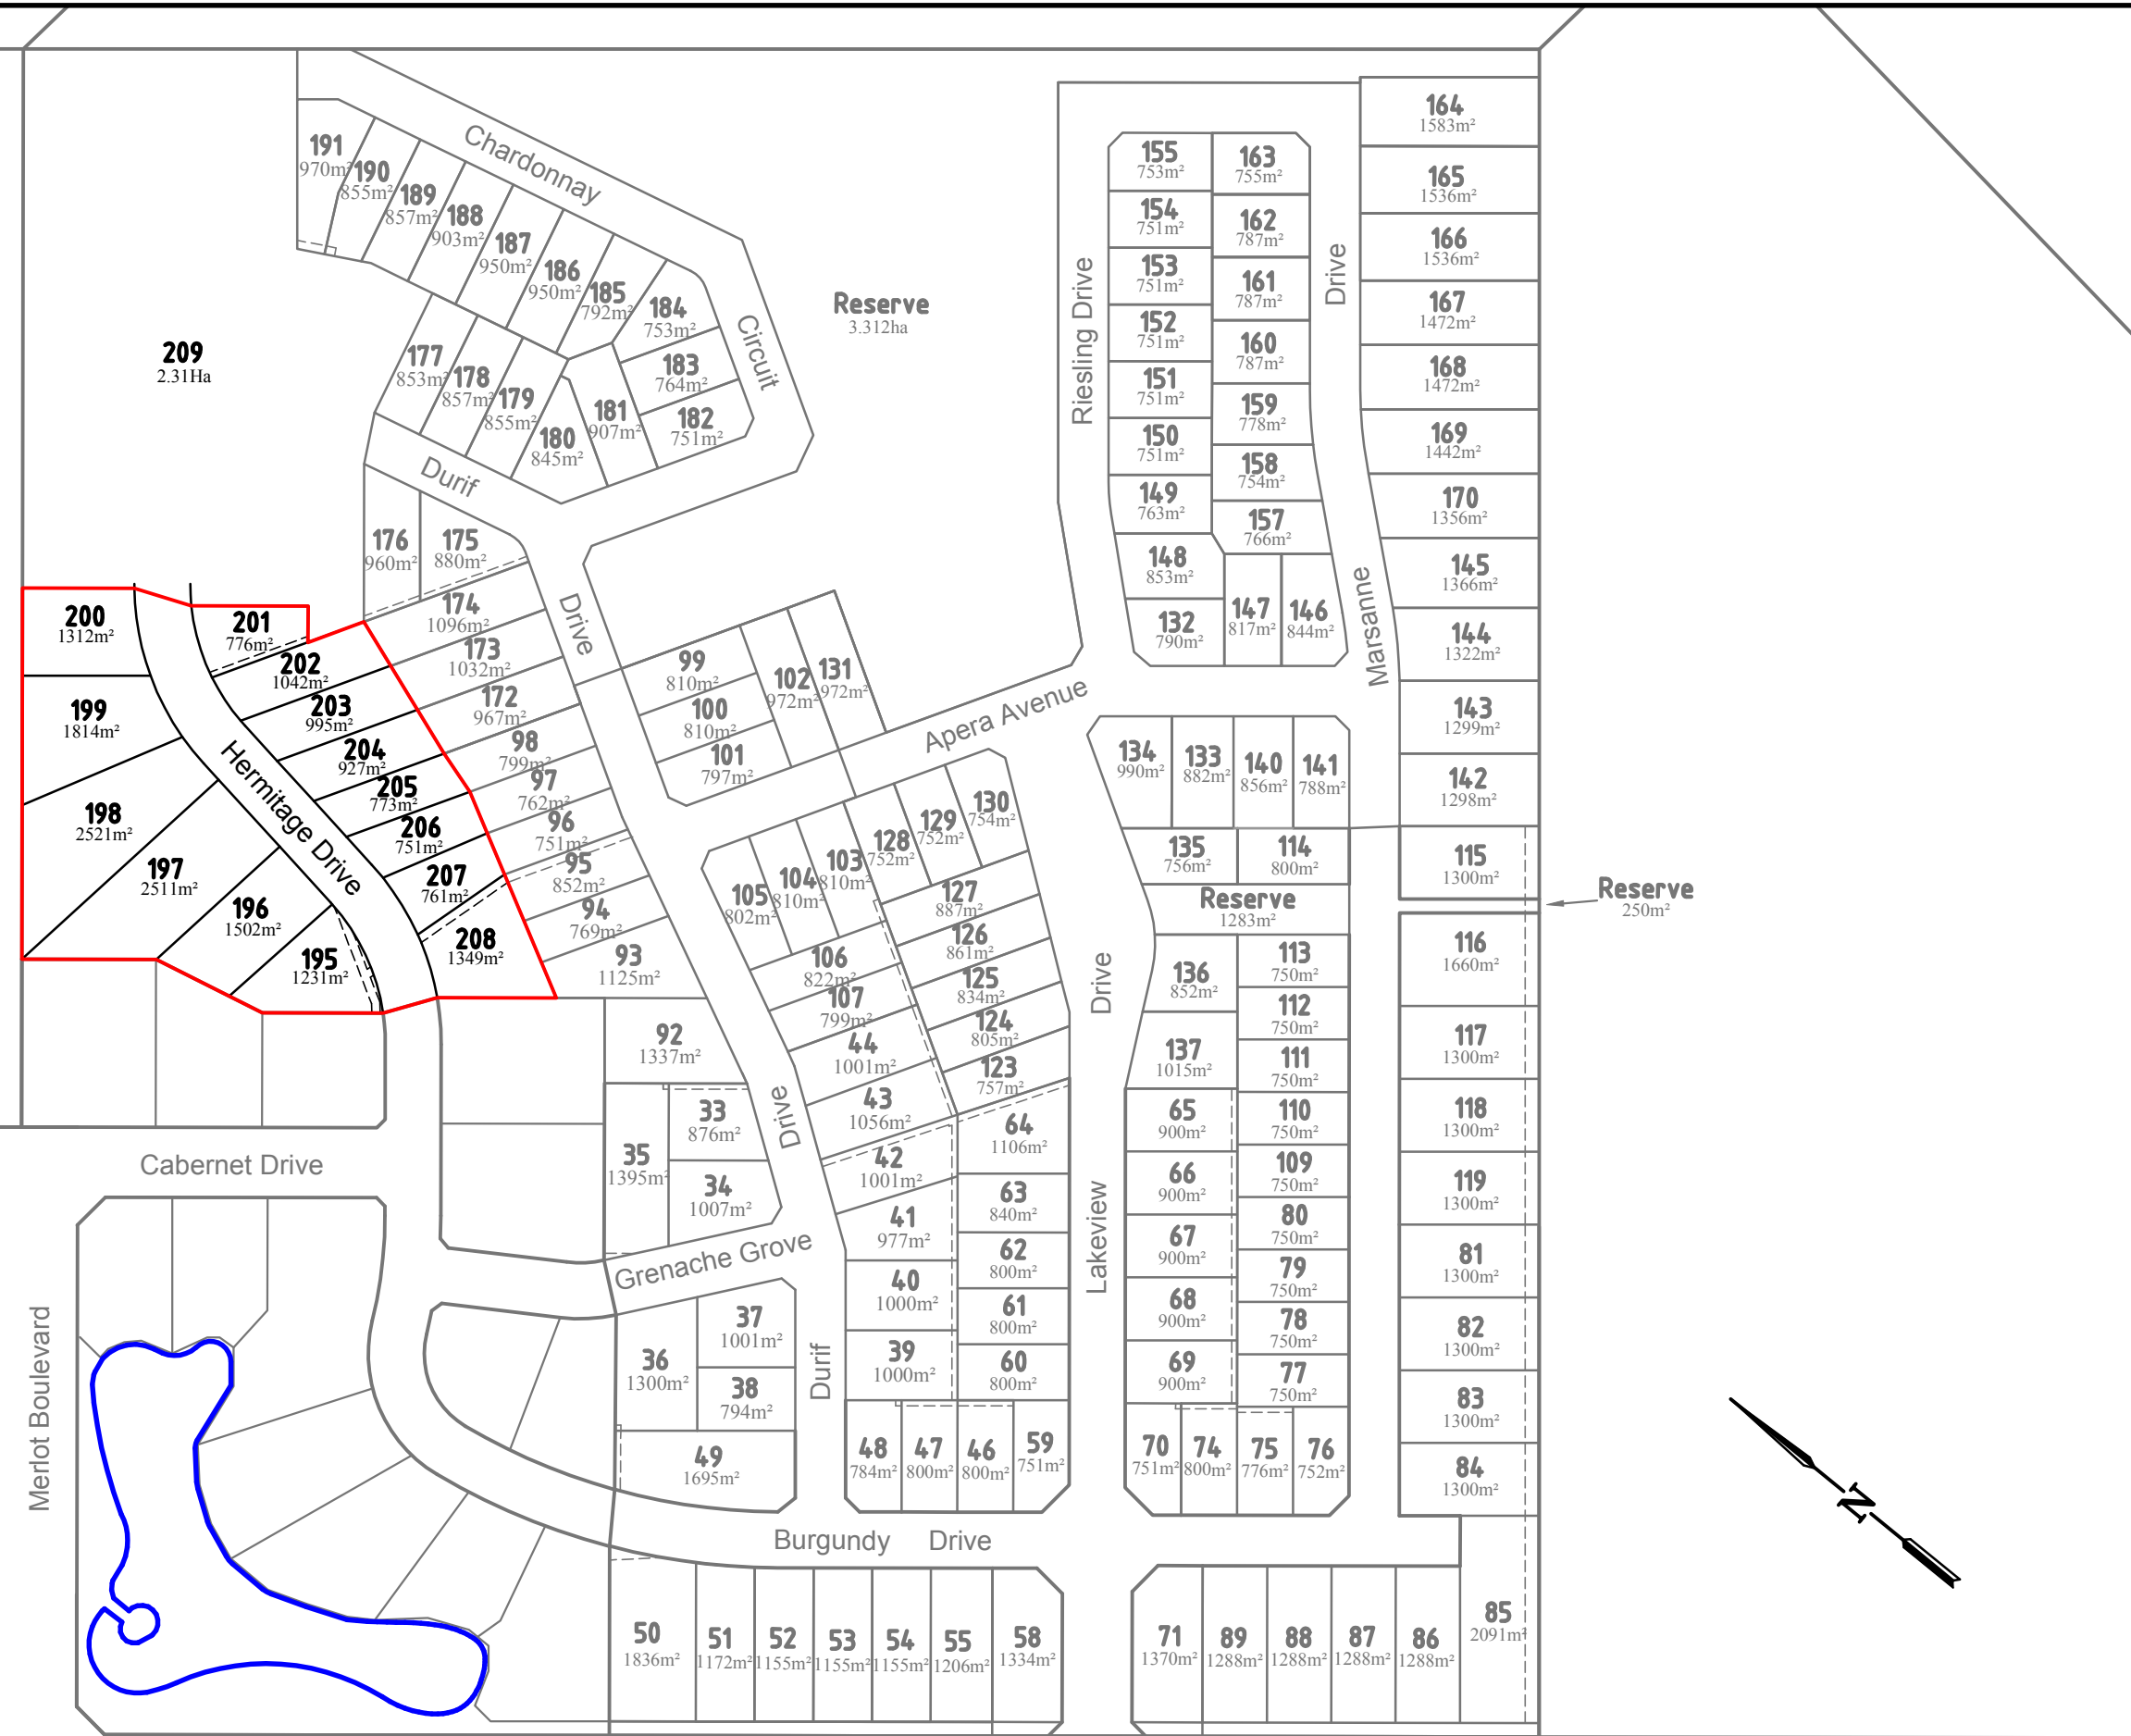 Chardonnay
Circuit
191
970m²
190
855m²
189
857m²
188
903m²
187
950m²
186
950m²
185
792m²
184
753m²
183
764m²
182
751m²
181
907m²
180
845m²
179
855m²
178
857m²
177
853m²
209
2.31Ha
Reserve
3.312ha
Durif
Drive
176
960m²
175
880m²
174
1096m²
173
1032m²
172
967m²
98
799m²
97
762m²
96
751m²
95
852m²
94
769m²
93
1125m²
200
1312m²
199
1814m²
198
2521m²
197
2511m²
196
1502m²
195
1231m²
Hermitage Drive
201
776m²
202
1042m²
203
995m²
204
927m²
205
773m²
206
751m²
207
761m²
208
1349m²
99
810m²
100
810m²
101
797m²
102
972m²
131
972m²
Apera Avenue
Riesling Drive
155
753m²
154
751m²
153
751m²
152
751m²
151
751m²
150
751m²
149
763m²
148
853m²
132
790m²
163
755m²
162
787m²
161
787m²
160
787m²
159
778m²
158
754m²
157
766m²
147
817m²
146
844m²
Drive
Marsanne
164
1583m²
165
1536m²
166
1536m²
167
1472m²
168
1472m²
169
1442m²
170
1356m²
145
1366m²
144
1322m²
143
1299m²
142
1298m²
115
1300m²
Reserve
250m²
116
1660m²
117
1300m²
118
1300m²
119
1300m²
81
1300m²
82
1300m²
83
1300m²
84
1300m²
85
2091m²
134
990m²
133
882m²
140
856m²
141
788m²
135
756m²
114
800m²
Reserve
1283m²
136
852m²
137
1015m²
113
750m²
112
750m²
111
750m²
110
750m²
109
750m²
80
750m²
79
750m²
78
750m²
77
750m²
65
900m²
66
900m²
67
900m²
68
900m²
69
900m²
70
751m²
74
800m²
75
776m²
76
752m²
Drive
Lakeview
105
802m²
104
810m²
103
810m²
128
752m²
129
752m²
130
754m²
127
887m²
126
861m²
125
834m²
124
805m²
123
757m²
106
822m²
107
799m²
44
1001m²
43
1056m²
42
1001m²
41
977m²
40
1000m²
39
1000m²
64
1106m²
63
840m²
62
800m²
61
800m²
60
800m²
48
784m²
47
800m²
46
800m²
59
751m²
92
1337m²
33
876m²
34
1007m²
35
1395m²
Drive
Durif
Grenache Grove
37
1001m²
36
1300m²
38
794m²
49
1695m²
Cabernet Drive
Merlot Boulevard
Burgundy Drive
50
1836m²
51
1172m²
52
1155m²
53
1155m²
54
1155m²
55
1206m²
58
1334m²
71
1370m²
89
1288m²
88
1288m²
87
1288m²
86
1288m²
N